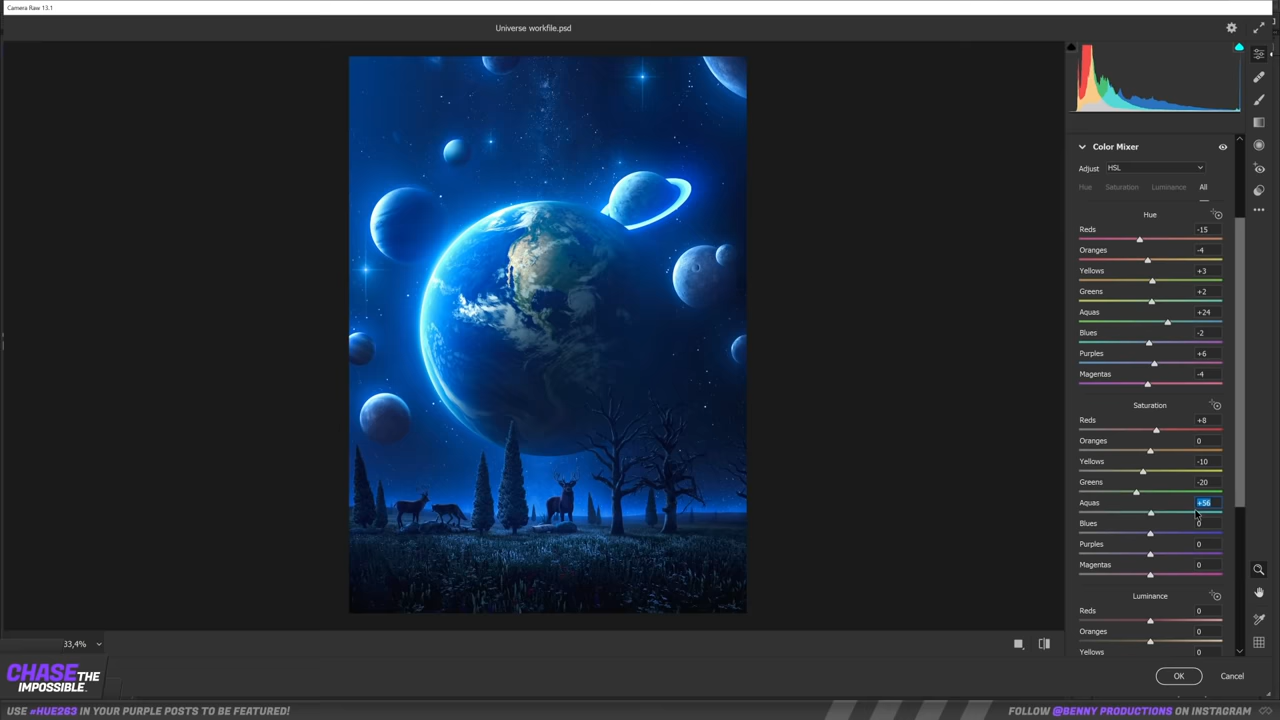 Camera Raw 13.1
Universe workfile.psd
Color Mixer
Adjust HSL
Hue Saturation Luminance All
Hue
Reds -15
Oranges -4
Yellows +3
Greens +2
Aquas +24
Blues -2
Purples +6
Magentas -4
Saturation
Reds +8
Oranges 0
Yellows -10
Greens -20
Aquas +56
Blues 0
Purples 0
Magentas 0
Luminance
Reds 0
Oranges 0
Yellows 0
33,4%
OK Cancel
CHASE THE IMPOSSIBLE.
USE #HUE263 IN YOUR PURPLE POSTS TO BE FEATURED!
FOLLOW @BENNY PRODUCTIONS ON INSTAGRAM